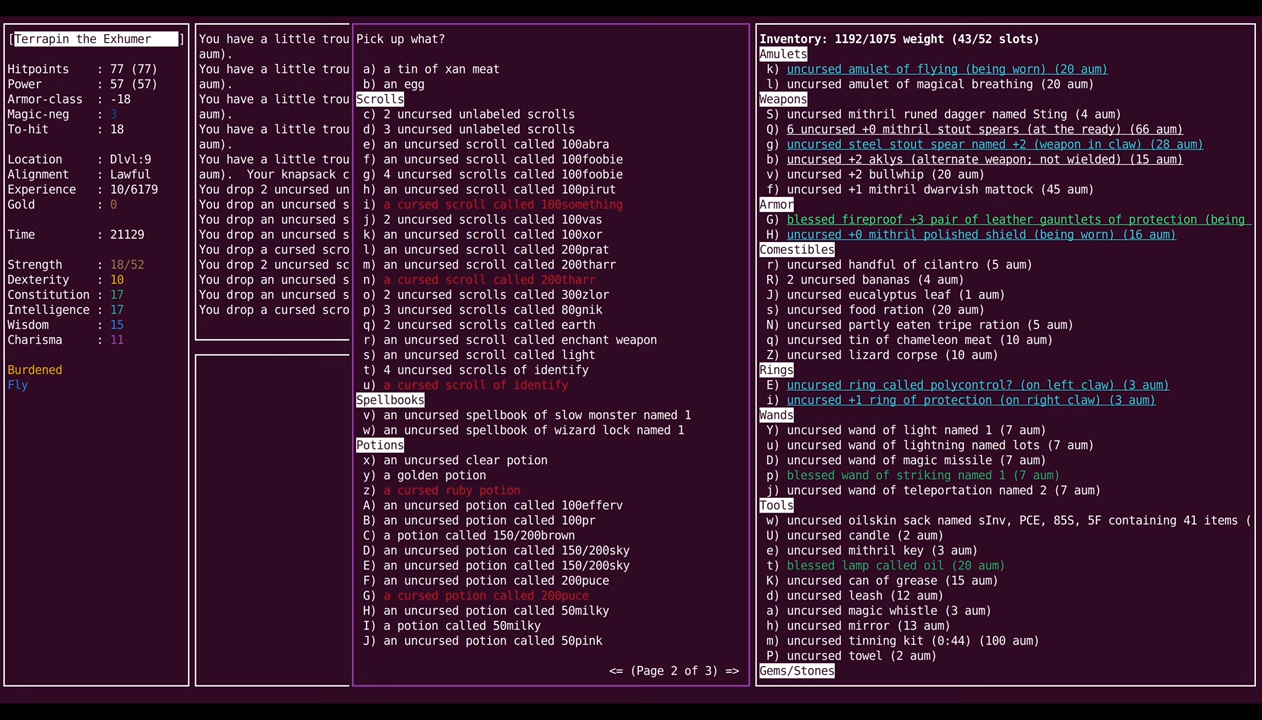 [Terrapin the Exhumer ]
Hitpoints : 77 (77)
Power : 57 (57)
Armor-class : -18
Magic-neg : 3
To-hit : 18
Location : Dlvl:9
Alignment : Lawful
Experience : 10/6179
Gold : 0
Time : 21129
Strength : 18/52
Dexterity : 10
Constitution : 17
Intelligence : 17
Wisdom : 15
Charisma : 11
Burdened
Fly
You have a little trou
aum).
You have a little trou
aum).
You have a little trou
aum).
You have a little trou
aum).
You have a little trou
aum). Your knapsack c
You drop 2 uncursed un
You drop an uncursed s
You drop an uncursed s
You drop an uncursed s
You drop a cursed scro
You drop 2 uncursed sc
You drop an uncursed s
You drop an uncursed s
You drop a cursed scro
Pick up what?
a) a tin of xan meat
b) an egg
Scrolls
c) 2 uncursed unlabeled scrolls
d) 3 uncursed unlabeled scrolls
e) an uncursed scroll called 100abra
f) an uncursed scroll called 100foobie
g) 4 uncursed scrolls called 100foobie
h) an uncursed scroll called 100pirut
i) a cursed scroll called 100something
j) 2 uncursed scrolls called 100vas
k) an uncursed scroll called 100xor
l) an uncursed scroll called 200prat
m) an uncursed scroll called 200tharr
n) a cursed scroll called 200tharr
o) 2 uncursed scrolls called 300zlor
p) 3 uncursed scrolls called 80gnik
q) 2 uncursed scrolls called earth
r) an uncursed scroll called enchant weapon
s) an uncursed scroll called light
t) 4 uncursed scrolls of identify
u) a cursed scroll of identify
Spellbooks
v) an uncursed spellbook of slow monster named 1
w) an uncursed spellbook of wizard lock named 1
Potions
x) an uncursed clear potion
y) a golden potion
z) a cursed ruby potion
A) an uncursed potion called 100efferv
B) an uncursed potion called 100pr
C) a potion called 150/200brown
D) an uncursed potion called 150/200sky
E) an uncursed potion called 150/200sky
F) an uncursed potion called 200puce
G) a cursed potion called 200puce
H) an uncursed potion called 50milky
I) a potion called 50milky
J) an uncursed potion called 50pink
<= (Page 2 of 3) =>
Inventory: 1192/1075 weight (43/52 slots)
Amulets
k) uncursed amulet of flying (being worn) (20 aum)
l) uncursed amulet of magical breathing (20 aum)
Weapons
S) uncursed mithril runed dagger named Sting (4 aum)
Q) 6 uncursed +0 mithril stout spears (at the ready) (66 aum)
g) uncursed steel stout spear named +2 (weapon in claw) (28 aum)
b) uncursed +2 aklys (alternate weapon; not wielded) (15 aum)
v) uncursed +2 bullwhip (20 aum)
f) uncursed +1 mithril dwarvish mattock (45 aum)
Armor
G) blessed fireproof +3 pair of leather gauntlets of protection (being
H) uncursed +0 mithril polished shield (being worn) (16 aum)
Comestibles
r) uncursed handful of cilantro (5 aum)
R) 2 uncursed bananas (4 aum)
J) uncursed eucalyptus leaf (1 aum)
s) uncursed food ration (20 aum)
N) uncursed partly eaten tripe ration (5 aum)
q) uncursed tin of chameleon meat (10 aum)
Z) uncursed lizard corpse (10 aum)
Rings
E) uncursed ring called polycontrol? (on left claw) (3 aum)
i) uncursed +1 ring of protection (on right claw) (3 aum)
Wands
Y) uncursed wand of light named 1 (7 aum)
u) uncursed wand of lightning named lots (7 aum)
D) uncursed wand of magic missile (7 aum)
p) blessed wand of striking named 1 (7 aum)
j) uncursed wand of teleportation named 2 (7 aum)
Tools
w) uncursed oilskin sack named sInv, PCE, 85S, 5F containing 41 items (
U) uncursed candle (2 aum)
e) uncursed mithril key (3 aum)
t) blessed lamp called oil (20 aum)
K) uncursed can of grease (15 aum)
d) uncursed leash (12 aum)
a) uncursed magic whistle (3 aum)
h) uncursed mirror (13 aum)
m) uncursed tinning kit (0:44) (100 aum)
P) uncursed towel (2 aum)
Gems/Stones